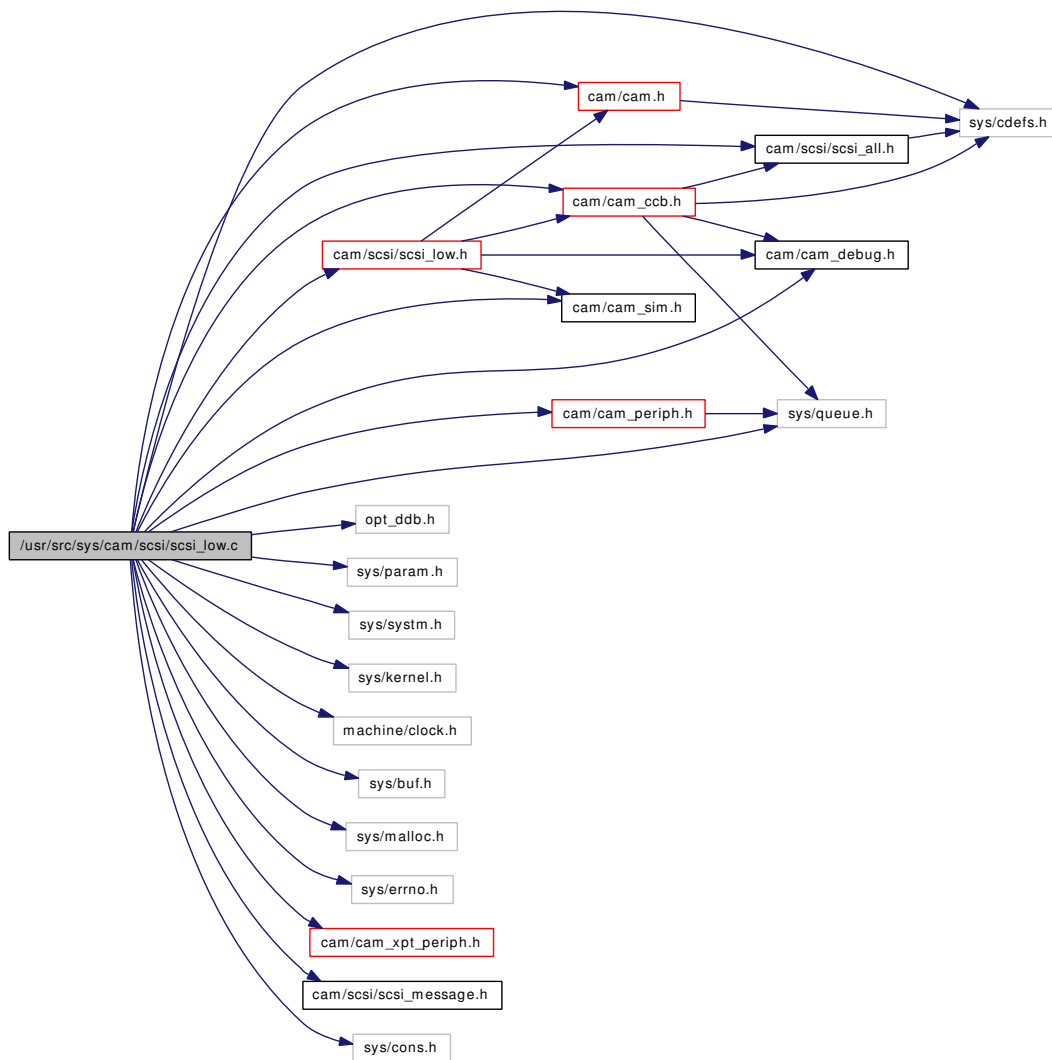 cam/cam.h
sys/cdefs.h
cam/scsi/scsi_all.h
cam/cam_ccb.h
cam/scsi/scsi_low.h
cam/cam_debug.h
cam/cam_sim.h
cam/cam_periph.h
sys/queue.h
opt_ddb.h
/usr/src/sys/cam/scsi/scsi_low.c
sys/param.h
sys/systm.h
sys/kernel.h
machine/clock.h
sys/buf.h
sys/malloc.h
sys/errno.h
cam/cam_xpt_periph.h
cam/scsi/scsi_message.h
sys/cons.h